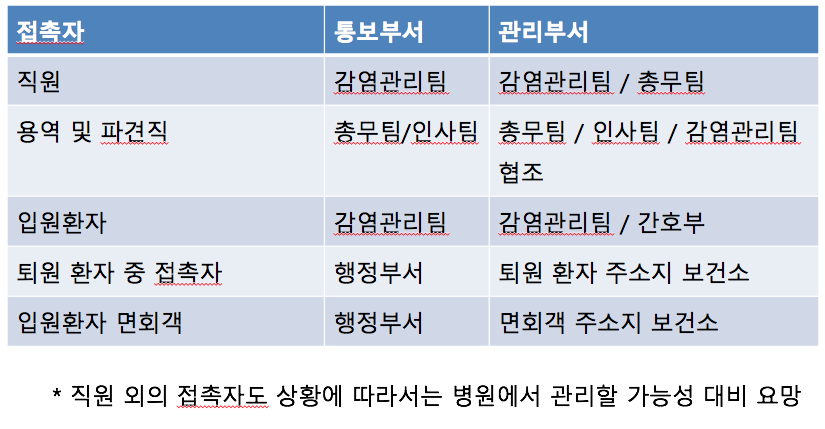 접촉자 통보부서 관리부서
직원 감염관리팀 감염관리팀 / 총무팀
용역 및 파견직 총무팀/인사팀 총무팀 / 인사팀 / 감염관리팀
협조
입원환자 감염관리팀 감염관리팀 / 간호부
퇴원 환자 중 접촉자 행정부서 퇴원 환자 주소지 보건소
입원환자 면회객 행정부서 면회객 주소지 보건소
* 직원 외의 접촉자도 상황에 따라서는 병원에서 관리할 가능성 대비 요망